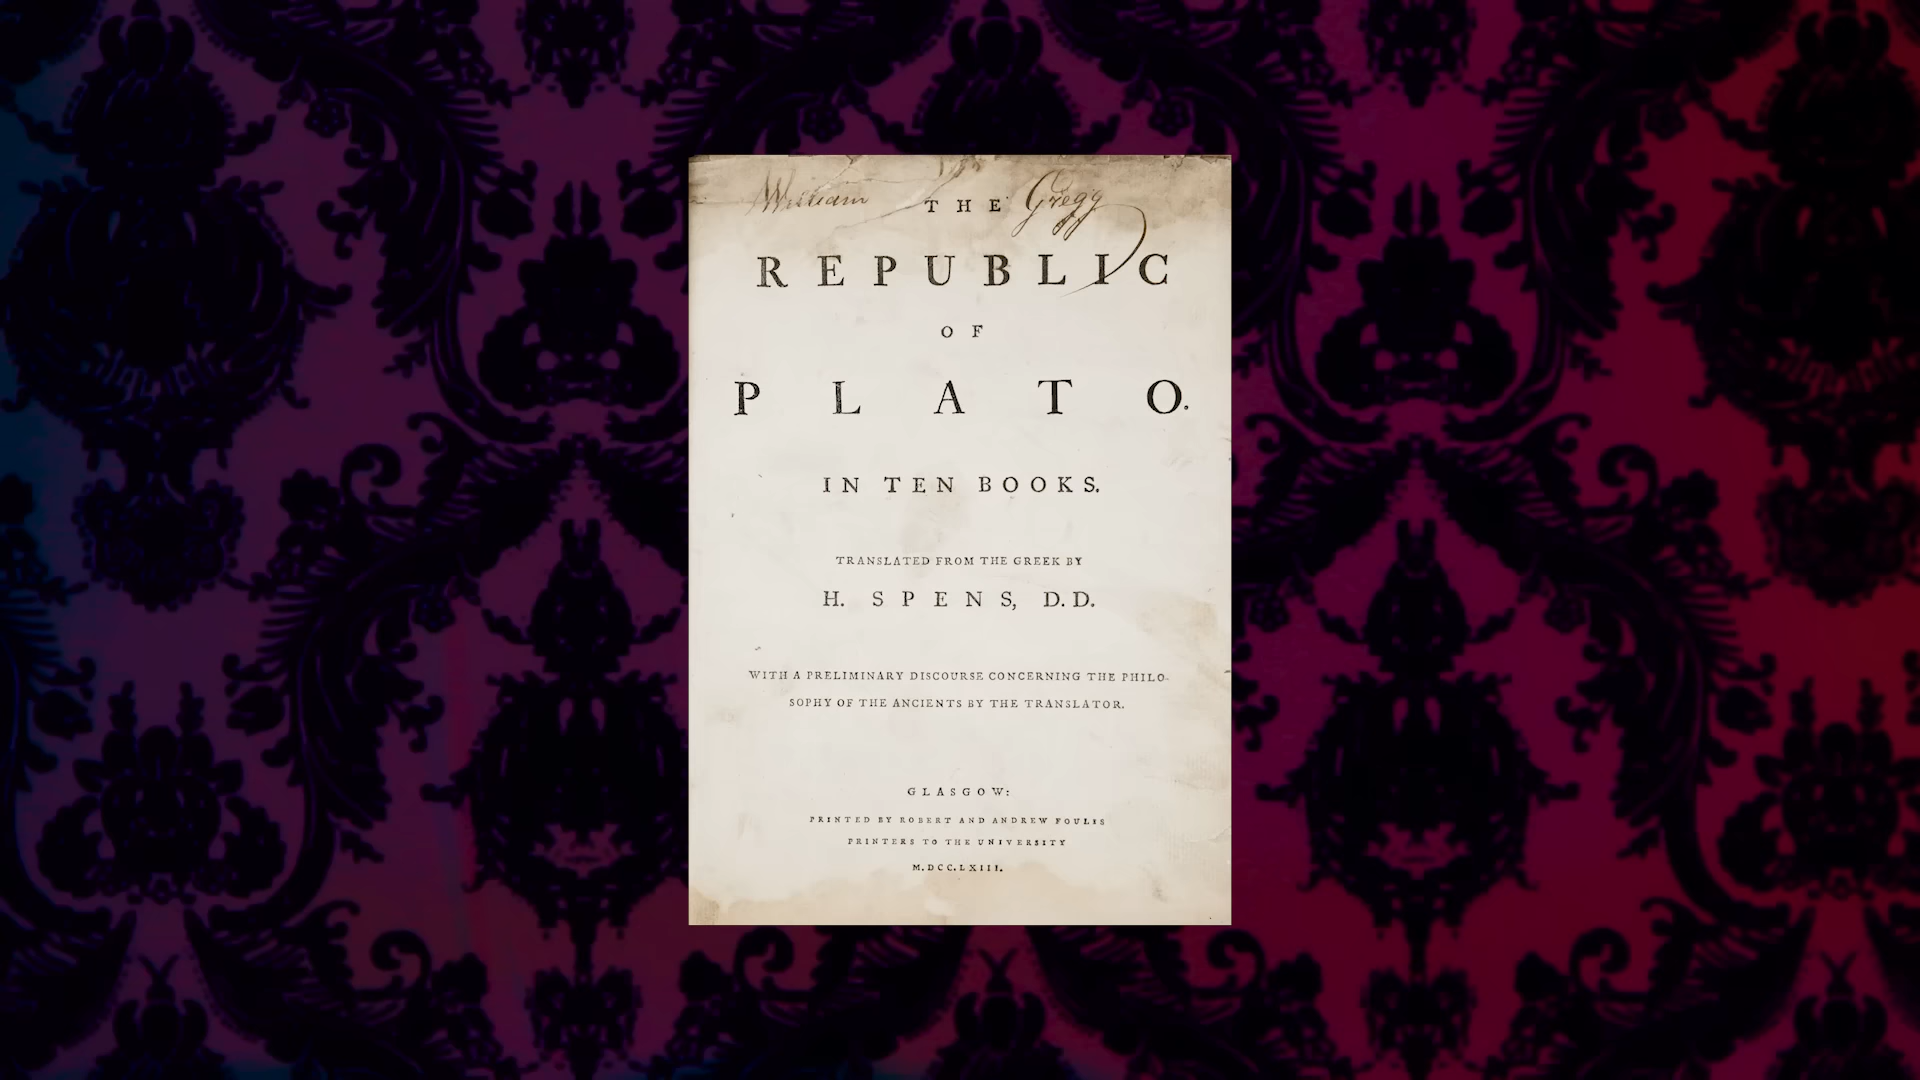 William Gregg
THE
REPUBLIC
OF
PLATO.
IN TEN BOOKS.
TRANSLATED FROM THE GREEK BY
H. SPENS, D.D.
WITH A PRELIMINARY DISCOURSE CONCERNING THE PHILO-
SOPHY OF THE ANCIENTS BY THE TRANSLATOR.
GLASGOW:
PRINTED BY ROBERT AND ANDREW FOULIS
PRINTERS TO THE UNIVERSITY
M.DCC.LXIII.